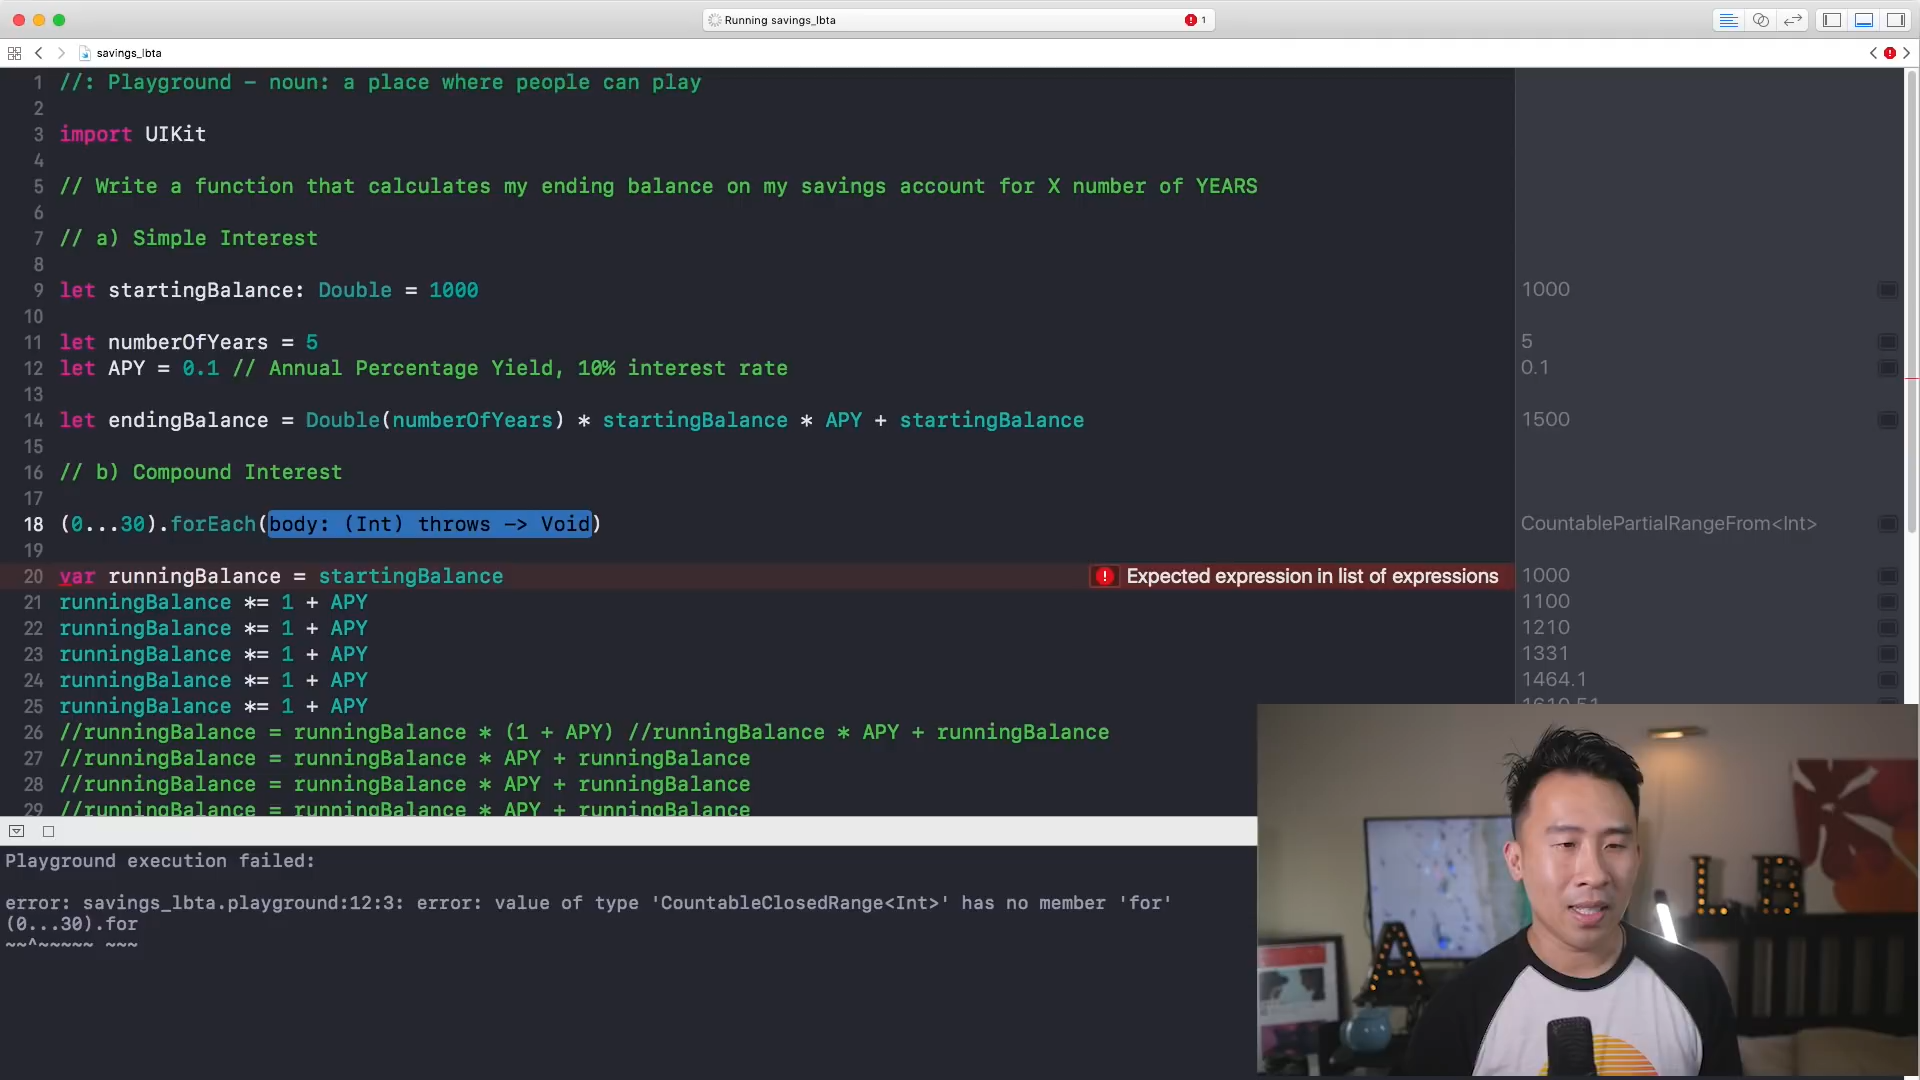 Running savings_lbta
1
savings_lbta
1 //: Playground – noun: a place where people can play
2
3 import UIKit
4
5 // Write a function that calculates my ending balance on my savings account for X number of YEARS
6
7 // a) Simple Interest
8
9 let startingBalance: Double = 1000 1000
10
11 let numberOfYears = 5 5
12 let APY = 0.1 // Annual Percentage Yield, 10% interest rate 0.1
13
14 let endingBalance = Double(numberOfYears) * startingBalance * APY + startingBalance 1500
15
16 // b) Compound Interest
17
18 (0...30).forEach(body: (Int) throws -> Void) CountablePartialRangeFrom<Int>
19
20 var runningBalance = startingBalance Expected expression in list of expressions 1000
21 runningBalance *= 1 + APY 1100
22 runningBalance *= 1 + APY 1210
23 runningBalance *= 1 + APY 1331
24 runningBalance *= 1 + APY 1464.1
25 runningBalance *= 1 + APY 1610.51
26 //runningBalance = runningBalance * (1 + APY) //runningBalance * APY + runningBalance
27 //runningBalance = runningBalance * APY + runningBalance
28 //runningBalance = runningBalance * APY + runningBalance
29 //runningBalance = runningBalance * APY + runningBalance
Playground execution failed:
error: savings_lbta.playground:12:3: error: value of type 'CountableClosedRange<Int>' has no member 'for'
(0...30).for
~~^~~~~~ ~~~
A
L B